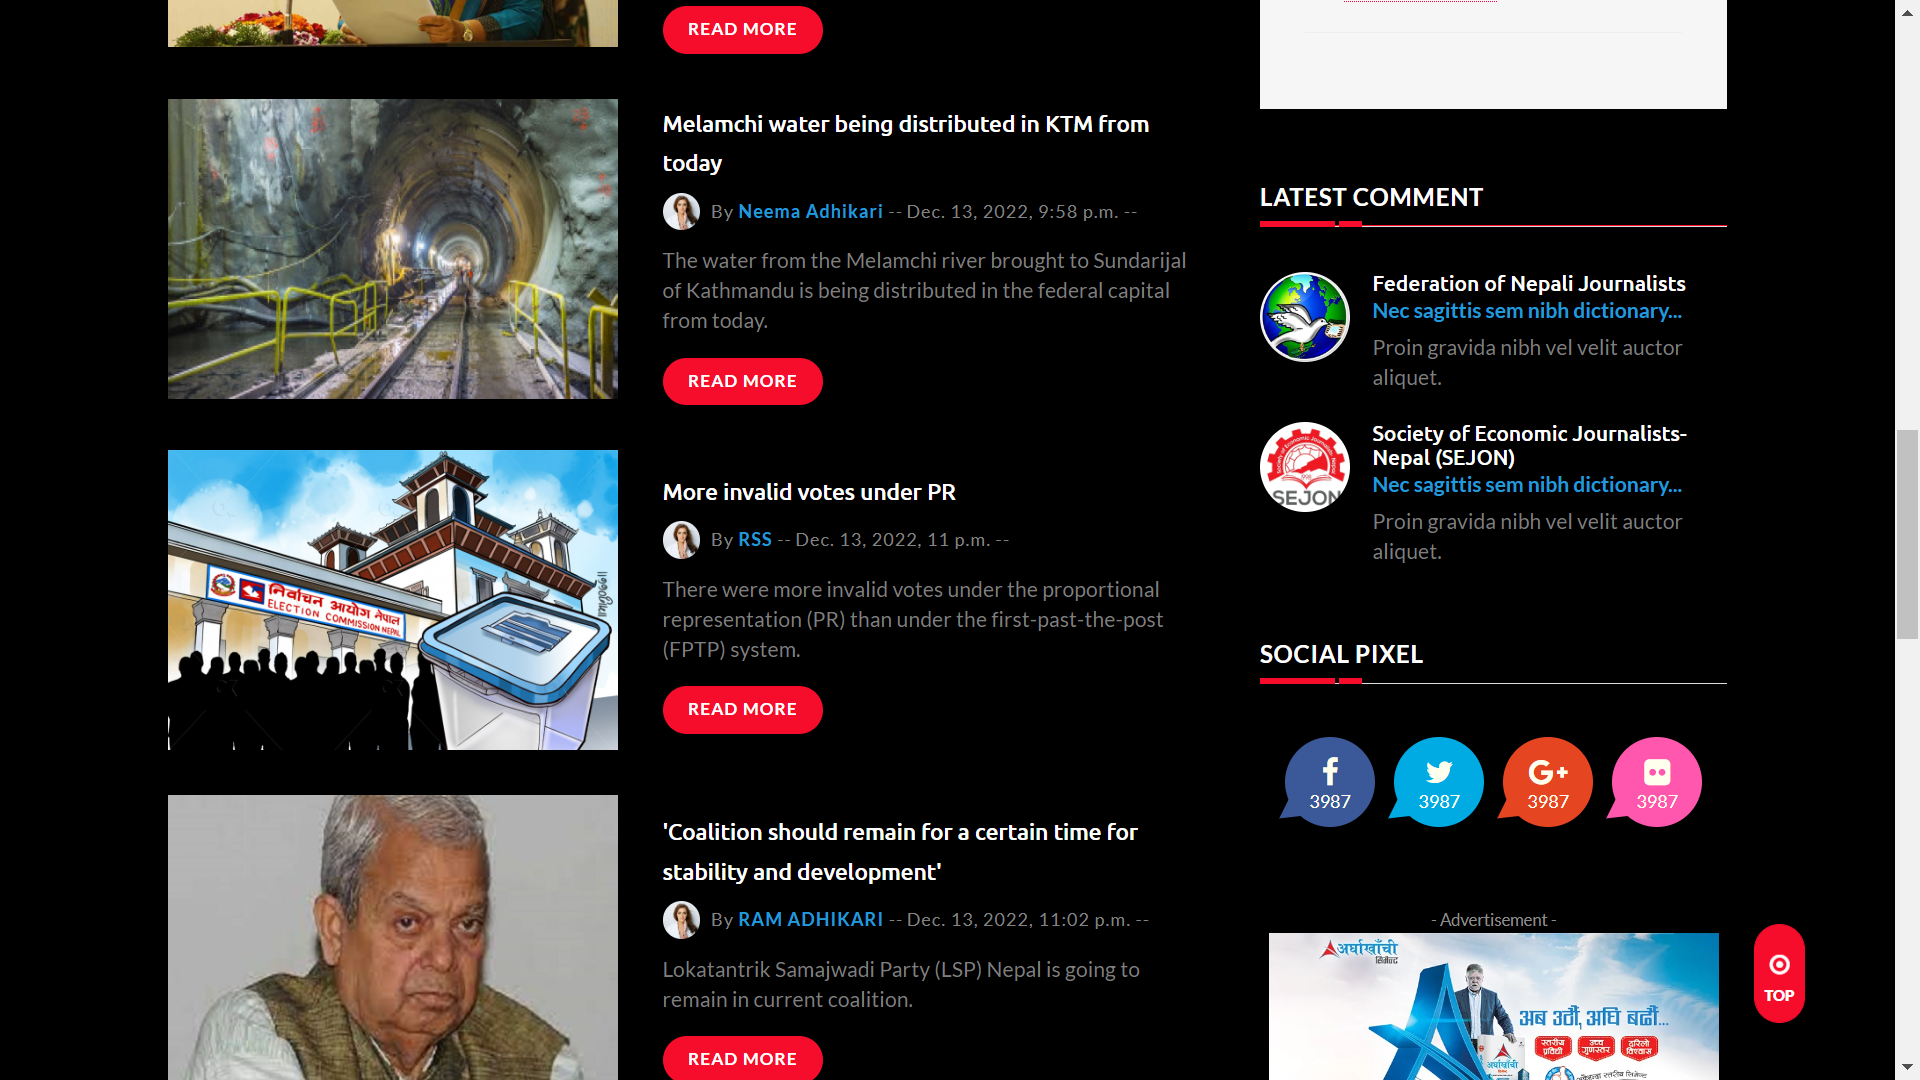 READ MORE
Melamchi water being distributed in KTM from
today
By Neema Adhikari -- Dec. 13, 2022, 9:58 p.m. --
The water from the Melamchi river brought to Sundarijal
of Kathmandu is being distributed in the federal capital
from today.
READ MORE
निर्वाचन आयोग नेपाल
ELECTION COMMISSION NEPAL
More invalid votes under PR
By RSS -- Dec. 13, 2022, 11 p.m. --
There were more invalid votes under the proportional
representation (PR) than under the first-past-the-post
(FPTP) system.
READ MORE
'Coalition should remain for a certain time for
stability and development'
By RAM ADHIKARI -- Dec. 13, 2022, 11:02 p.m. --
Lokatantrik Samajwadi Party (LSP) Nepal is going to
remain in current coalition.
READ MORE
LATEST COMMENT
Federation of Nepali Journalists
Nec sagittis sem nibh dictionary...
Proin gravida nibh vel velit auctor
aliquet.
SEJON
Society of Economic Journalists-
Nepal (SEJON)
Nec sagittis sem nibh dictionary...
Proin gravida nibh vel velit auctor
aliquet.
SOCIAL PIXEL
3987
3987
3987
3987
- Advertisement -
अर्घाखाँची
सिमेन्ट
अब उठौं, अघि बढौं...
स्तरीय
प्रविधी
उच्च
गुणस्तर
दरिलो
विश्वास
अर्घाखाँची
TOP